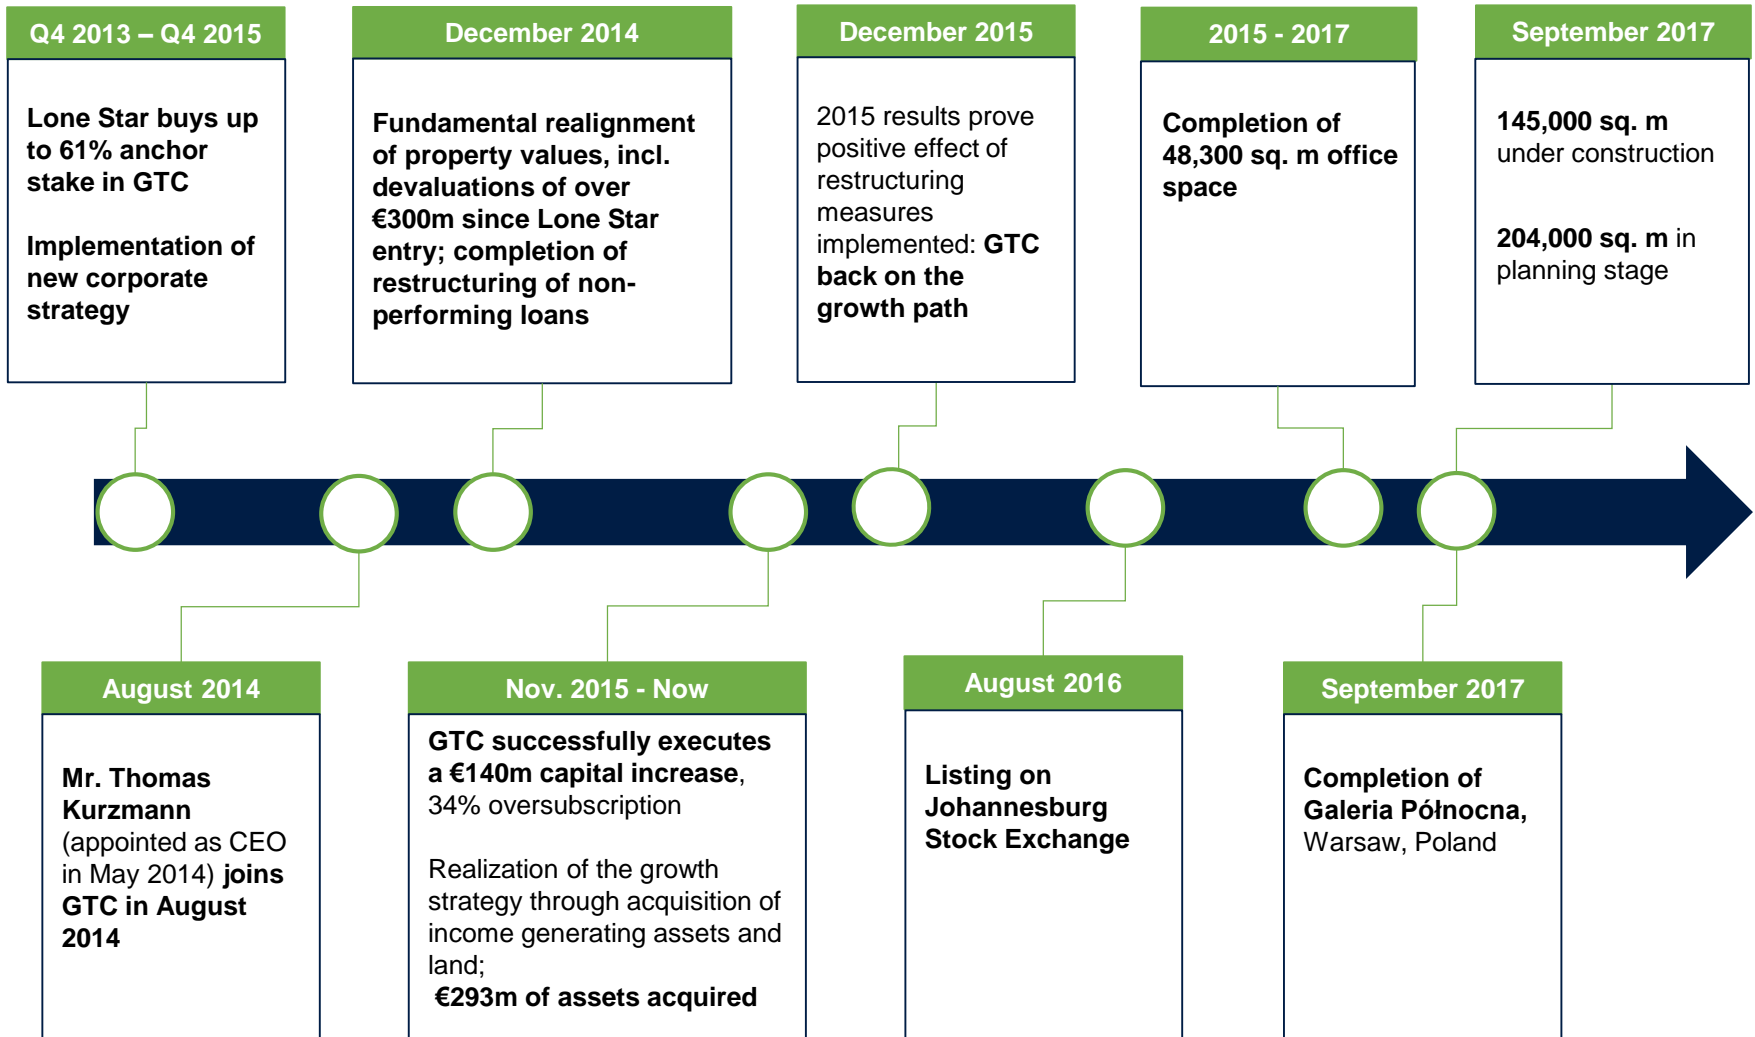 Q4 2013 – Q4 2015
Lone Star buys up
to 61% anchor
stake in GTC
Implementation of
new corporate
strategy
December 2014
Fundamental realignment
of property values, incl.
devaluations of over
€300m since Lone Star
entry; completion of
restructuring of non-
performing loans
December 2015
2015 results prove
positive effect of
restructuring
measures
implemented: GTC
back on the
growth path
2015 - 2017
Completion of
48,300 sq. m office
space
September 2017
145,000 sq. m
under construction
204,000 sq. m in
planning stage
August 2014
Mr. Thomas
Kurzmann
(appointed as CEO
in May 2014) joins
GTC in August
2014
Nov. 2015 - Now
GTC successfully executes
a €140m capital increase,
34% oversubscription
Realization of the growth
strategy through acquisition of
income generating assets and
land;
€293m of assets acquired
August 2016
Listing on
Johannesburg
Stock Exchange
September 2017
Completion of
Galeria Północna,
Warsaw, Poland